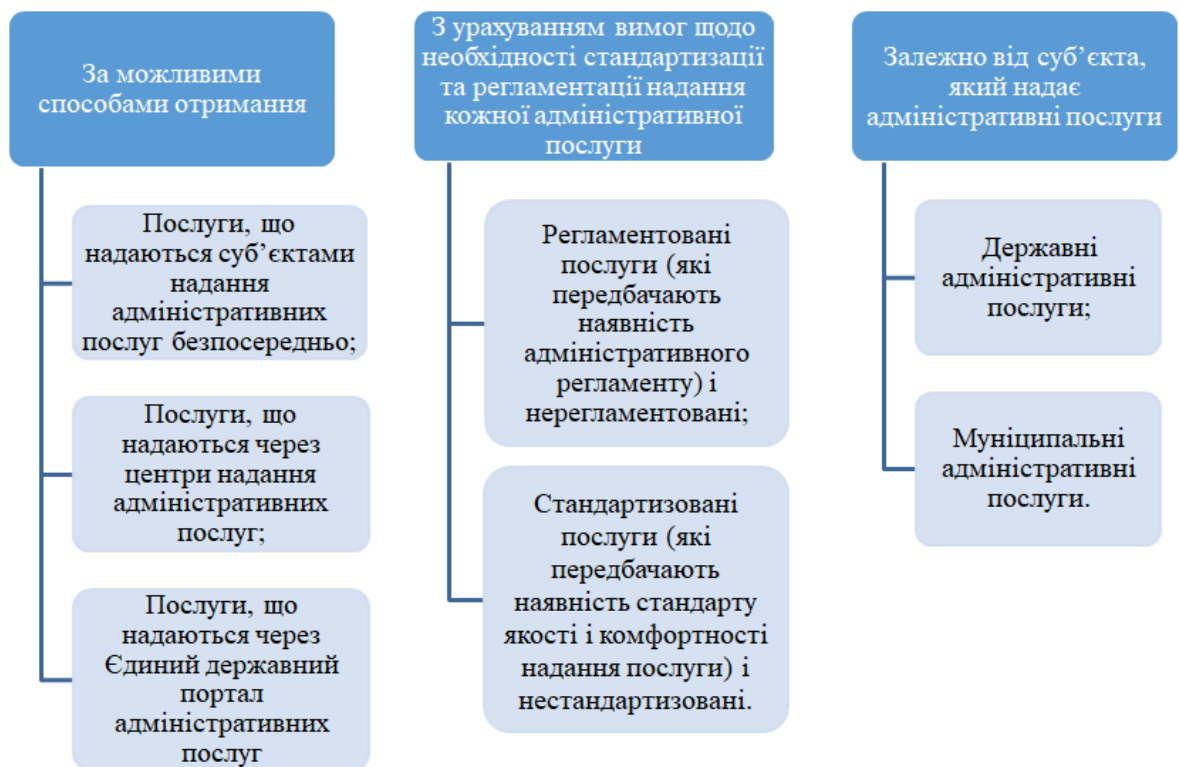 За можливими
способами отримання
Послуги, що
надаються суб’єктами
надання
адміністративних
послуг безпосередньо;
Послуги, що
надаються через
центри надання
адміністративних
послуг;
Послуги, що
надаються через
Єдиний державний
портал
адміністративних
послуг
З урахуванням вимог щодо
необхідності стандартизації
та регламентації надання
кожної адміністративної
послуги
Регламентовані
послуги (які
передбачають
наявність
адміністративного
регламенту) і
нерегламентовані;
Стандартизовані
послуги (які
передбачають
наявність стандарту
якості і комфортності
надання послуги) і
нестандартизовані.
Залежно від суб’єкта,
який надає
адміністративні послуги
Державні
адміністративні
послуги;
Муніципальні
адміністративні
послуги.